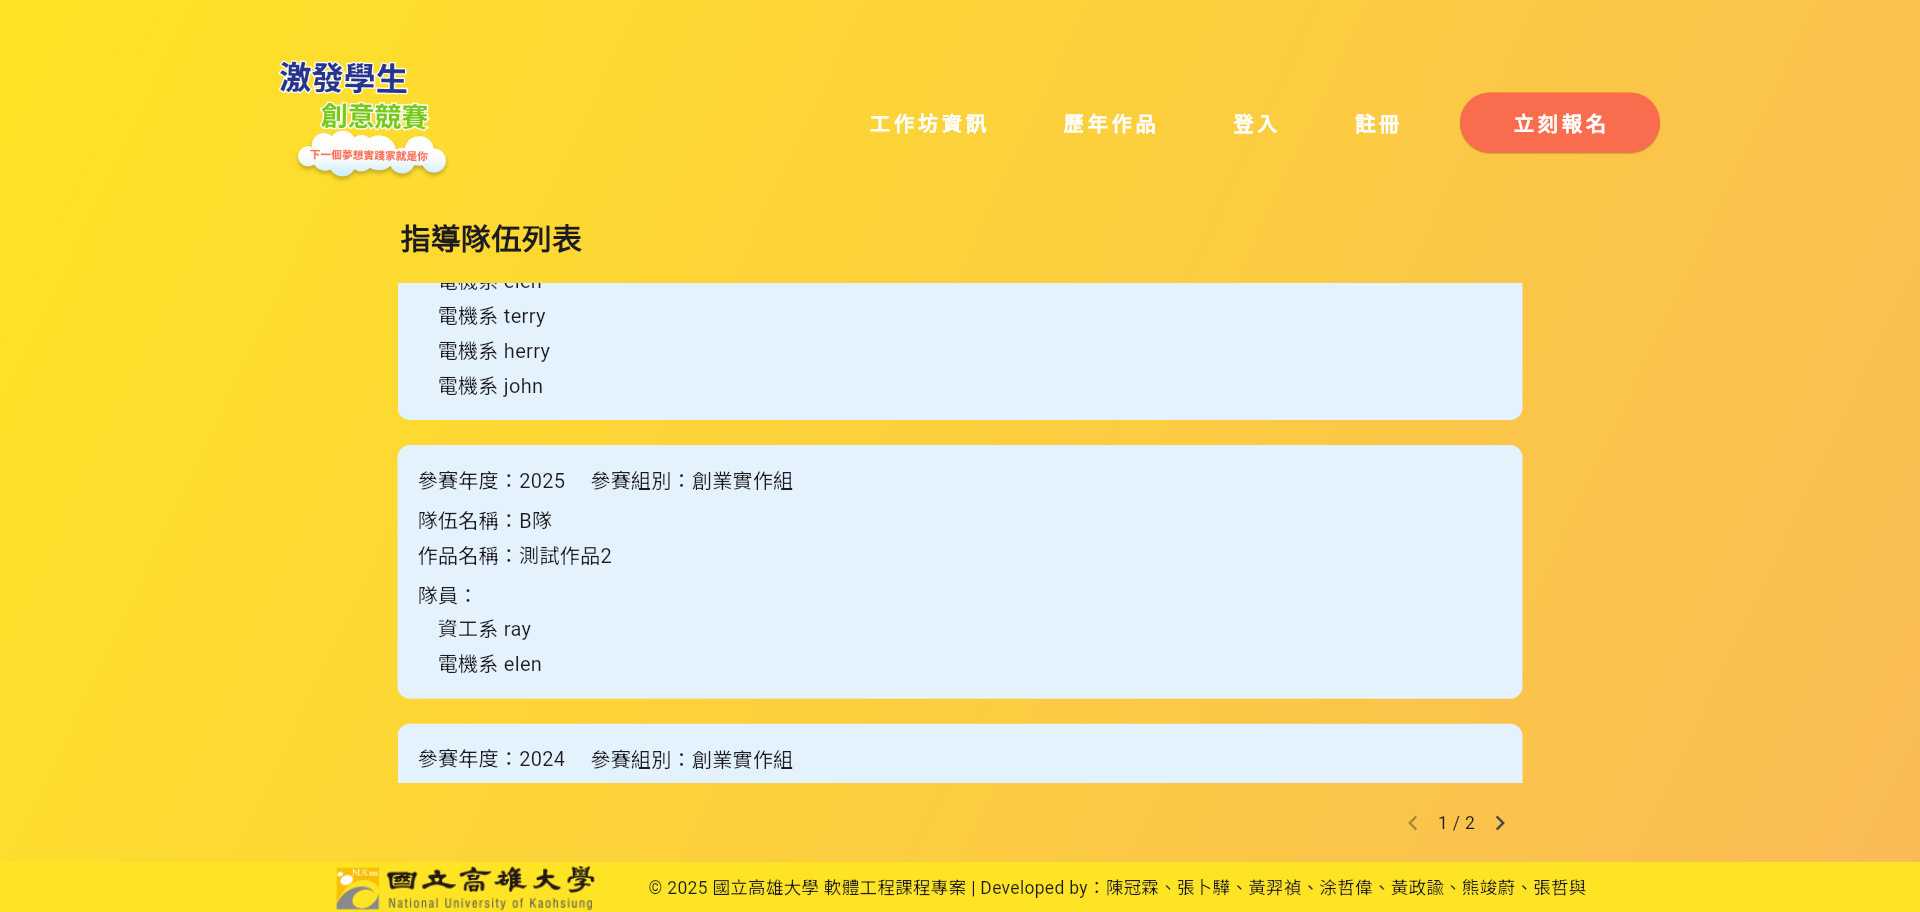 激發學生
創意競賽
下一個夢想實踐家就是你
工作坊資訊 歷年作品 登入 註冊 立刻報名
指導隊伍列表
電機系 elen
電機系 terry
電機系 herry
電機系 john
參賽年度：2025 參賽組別：創業實作組
隊伍名稱：B隊
作品名稱：測試作品2
隊員：
資工系 ray
電機系 elen
參賽年度：2024 參賽組別：創業實作組
1 / 2
國立高雄大學
National University of Kaohsiung
© 2025 國立高雄大學 軟體工程課程專案 | Developed by：陳冠霖、張卜驊、黃羿禎、涂哲偉、黃政諭、熊竣蔚、張哲與